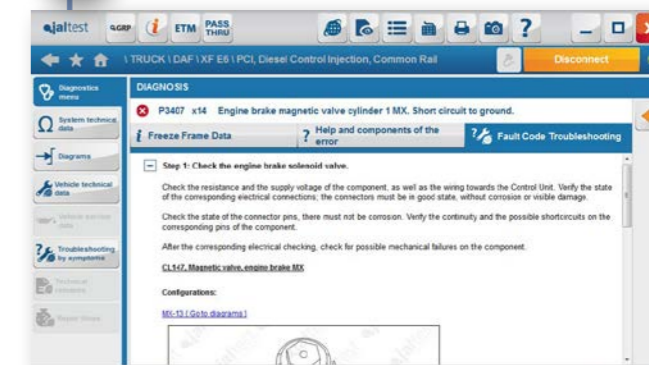 ajaltest GRP i ETM PASS THRU ?
\ TRUCK \ DAF \ XF E6 \ PCI, Diesel Control Injection, Common Rail Disconnect
Diagnostics menu
DIAGNOSIS
P3407 x14 Engine brake magnetic valve cylinder 1 MX. Short circuit to ground.
System technical data
i Freeze Frame Data
? Help and components of the error
Fault Code Troubleshooting
Diagrams
Vehicle technical data
Troubleshooting by symptoms
Step 1: Check the engine brake solenoid valve.
Check the resistance and the supply voltage of the component, as well as the wiring towards the Control Unit. Verify the state
of the corresponding electrical connections; the connectors must be in good state, without corrosion or visible damage.
Check the state of the connector pins, there must not be corrosion. Verify the continuity and the possible shortcircuits on the
corresponding pins of the component.
After the corresponding electrical checking, check for possible mechanical failures on the component.
CL147, Magnetic valve, engine brake MX
Configurations:
MX-13 ( Go to diagrams )